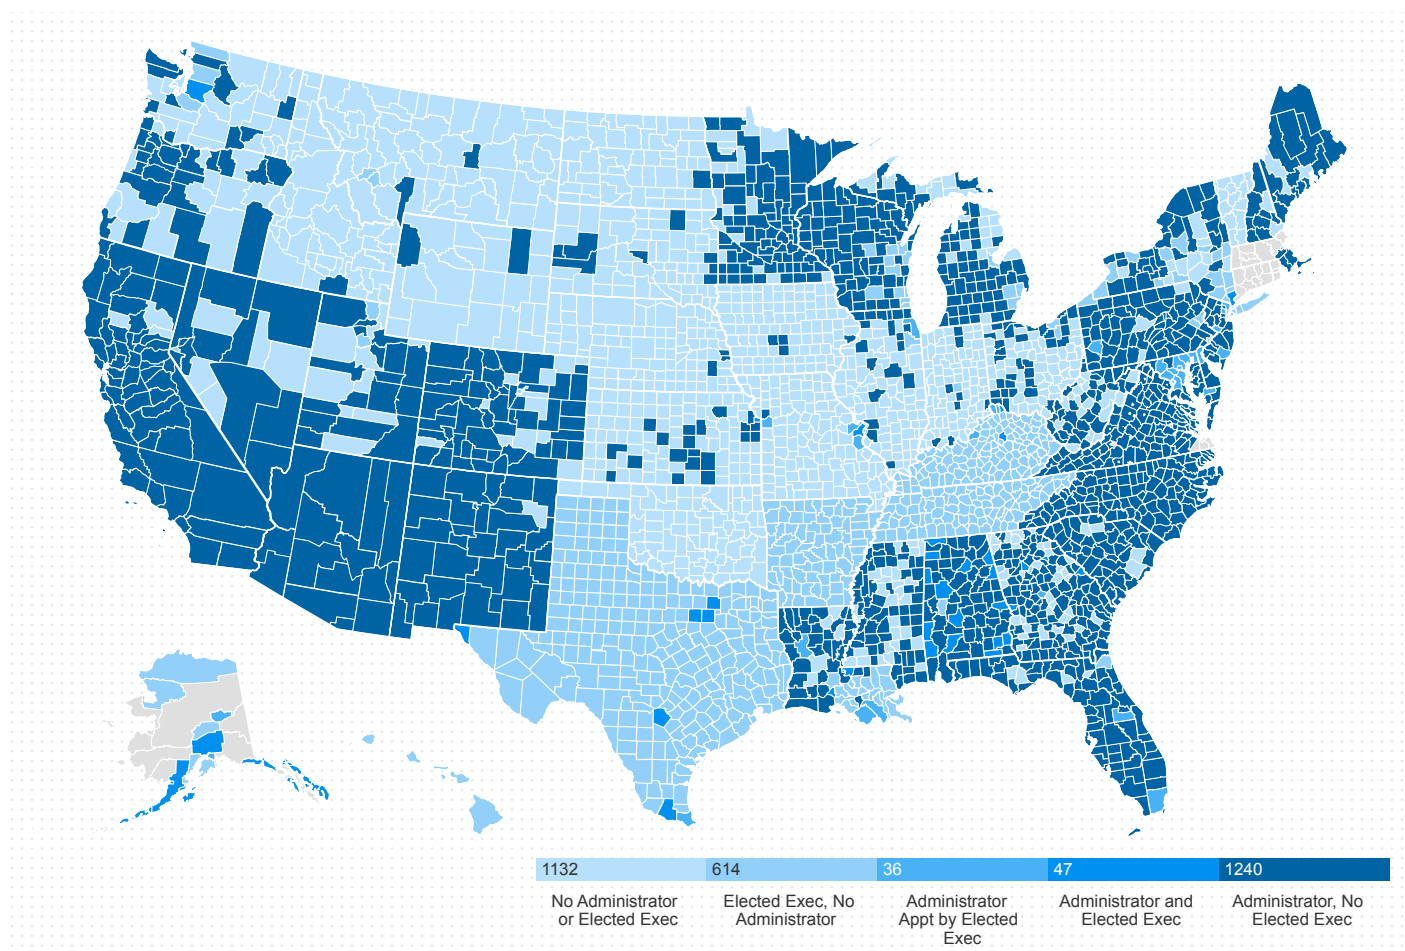 1132 614 36 47 1240
No Administrator
or Elected Exec
Elected Exec, No
Administrator
Administrator
Appt by Elected
Exec
Administrator and
Elected Exec
Administrator, No
Elected Exec